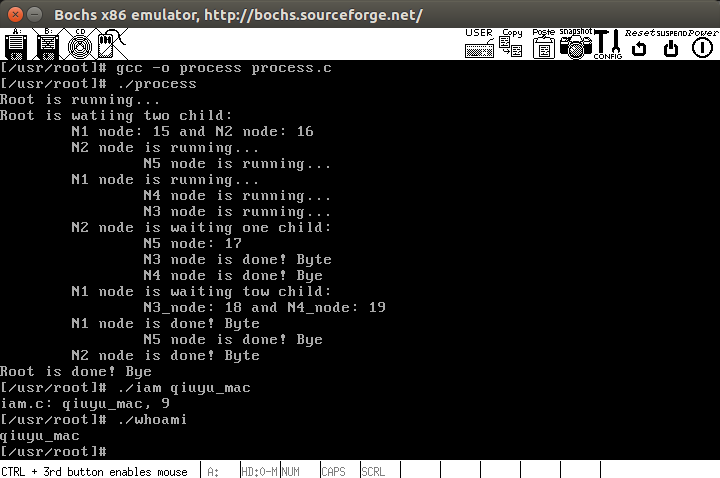 Bochs x86 emulator, http://bochs.sourceforge.net/
A: B: CD USER Copy Paste snapshot CONFIG Reset SUSPEND Power
[/usr/root]# gcc -o process process.c
[/usr/root]# ./process
Root is running...
Root is watiing two child:
N1 node: 15 and N2 node: 16
N2 node is running...
N5 node is running...
N1 node is running...
N4 node is running...
N3 node is running...
N2 node is waiting one child:
N5 node: 17
N3 node is done! Byte
N4 node is done! Bye
N1 node is waiting tow child:
N3_node: 18 and N4_node: 19
N1 node is done! Byte
N5 node is done! Bye
N2 node is done! Byte
Root is done! Bye
[/usr/root]# ./iam qiuyu_mac
iam.c: qiuyu_mac, 9
[/usr/root]# ./whoami
qiuyu_mac
[/usr/root]#
CTRL + 3rd button enables mouse A: HD:0-M NUM CAPS SCRL